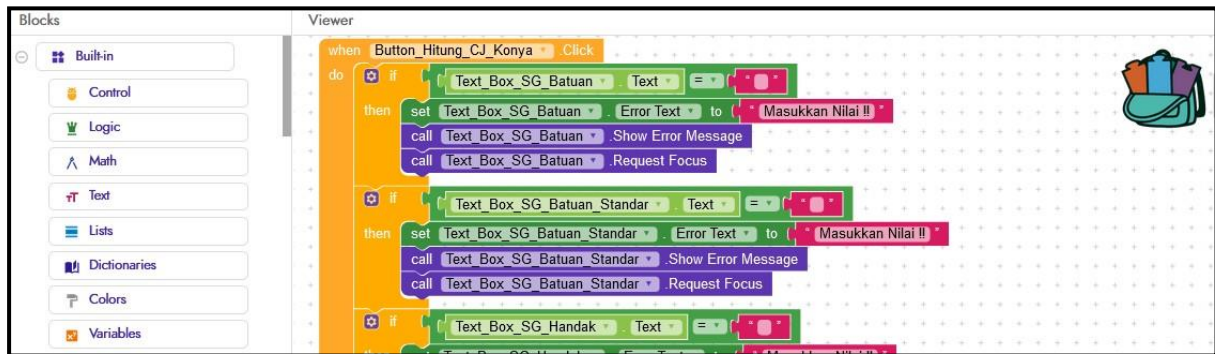 Blocks
Viewer
Built-in
Control
Logic
Math
Text
Lists
Dictionaries
Colors
Variables
when Button_Hitung_CJ_Konya .Click
do if Text_Box_SG_Batuan . Text = " "
then set Text_Box_SG_Batuan . Error Text to " Masukkan Nilai !! "
call Text_Box_SG_Batuan .Show Error Message
call Text_Box_SG_Batuan .Request Focus
if Text_Box_SG_Batuan_Standar . Text = " "
then set Text_Box_SG_Batuan_Standar . Error Text to " Masukkan Nilai !! "
call Text_Box_SG_Batuan_Standar .Show Error Message
call Text_Box_SG_Batuan_Standar .Request Focus
if Text_Box_SG_Handak . Text = " "